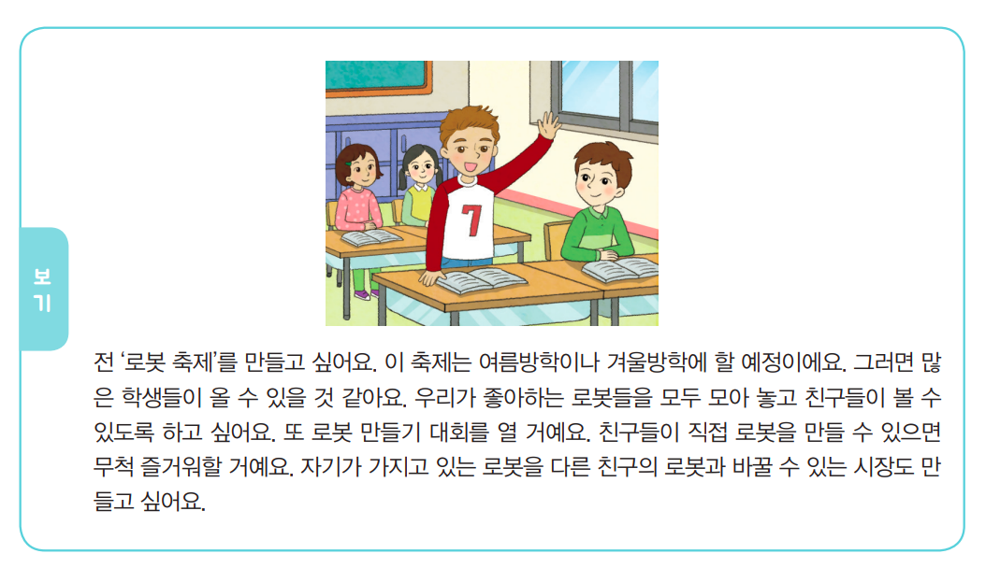 7
보
기
전 ‘로봇 축제’를 만들고 싶어요. 이 축제는 여름방학이나 겨울방학에 할 예정이에요. 그러면 많
은 학생들이 올 수 있을 것 같아요. 우리가 좋아하는 로봇들을 모두 모아 놓고 친구들이 볼 수
있도록 하고 싶어요. 또 로봇 만들기 대회를 열 거예요. 친구들이 직접 로봇을 만들 수 있으면
무척 즐거워할 거예요. 자기가 가지고 있는 로봇을 다른 친구의 로봇과 바꿀 수 있는 시장도 만
들고 싶어요.